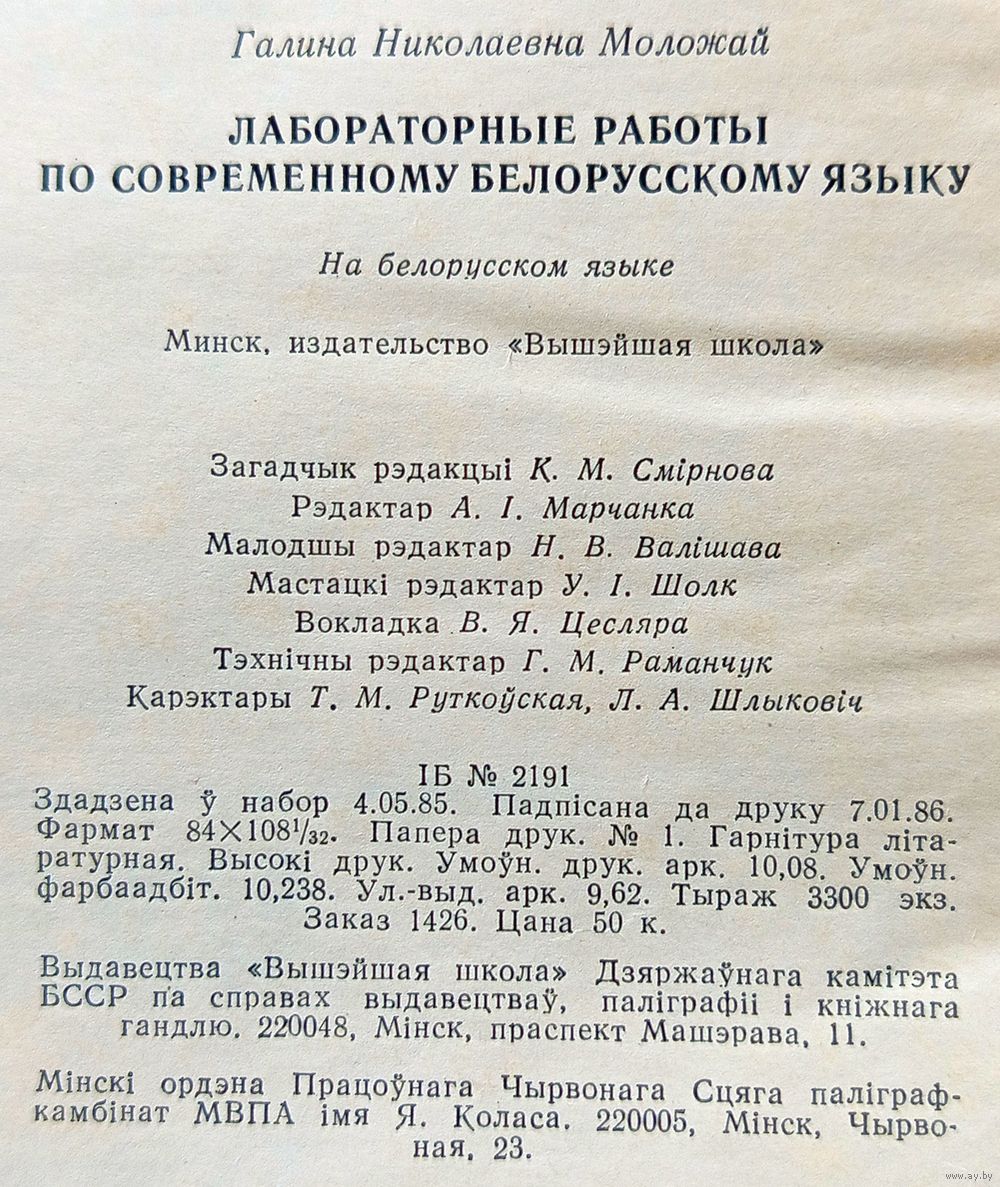 Галина Николаевна Моложай
ЛАБОРАТОРНЫЕ РАБОТЫ
ПО СОВРЕМЕННОМУ БЕЛОРУССКОМУ ЯЗЫКУ
На белорусском языке
Минск, издательство «Вышэйшая школа»
Загадчык рэдакцыі К. М. Смірнова
Рэдактар А. І. Марчанка
Малодшы рэдактар Н. В. Валішава
Мастацкі рэдактар У. І. Шолк
Вокладка В. Я. Цесляра
Тэхнічны рэдактар Г. М. Раманчук
Карэктары Т. М. Руткоўская, Л. А. Шлыковіч
ІБ № 2191
Здадзена ў набор 4.05.85. Падпісана да друку 7.01.86.
Фармат 84×108¹/₃₂. Папера друк. № 1. Гарнітура літа-
ратурная. Высокі друк. Умоўн. друк. арк. 10,08. Умоўн.
фарбаадбіт. 10,238. Ул.-выд. арк. 9,62. Тыраж 3300 экз.
Заказ 1426. Цана 50 к.
Выдавецтва «Вышэйшая школа» Дзяржаўнага камітэта
БССР па справах выдавецтваў, паліграфіі і кніжнага
гандлю. 220048, Мінск, праспект Машэрава, 11.
Мінскі ордэна Працоўнага Чырвонага Сцяга паліграф-
камбінат МВПА імя Я. Коласа. 220005, Мінск, Чырво-
ная, 23.
www.ay.by